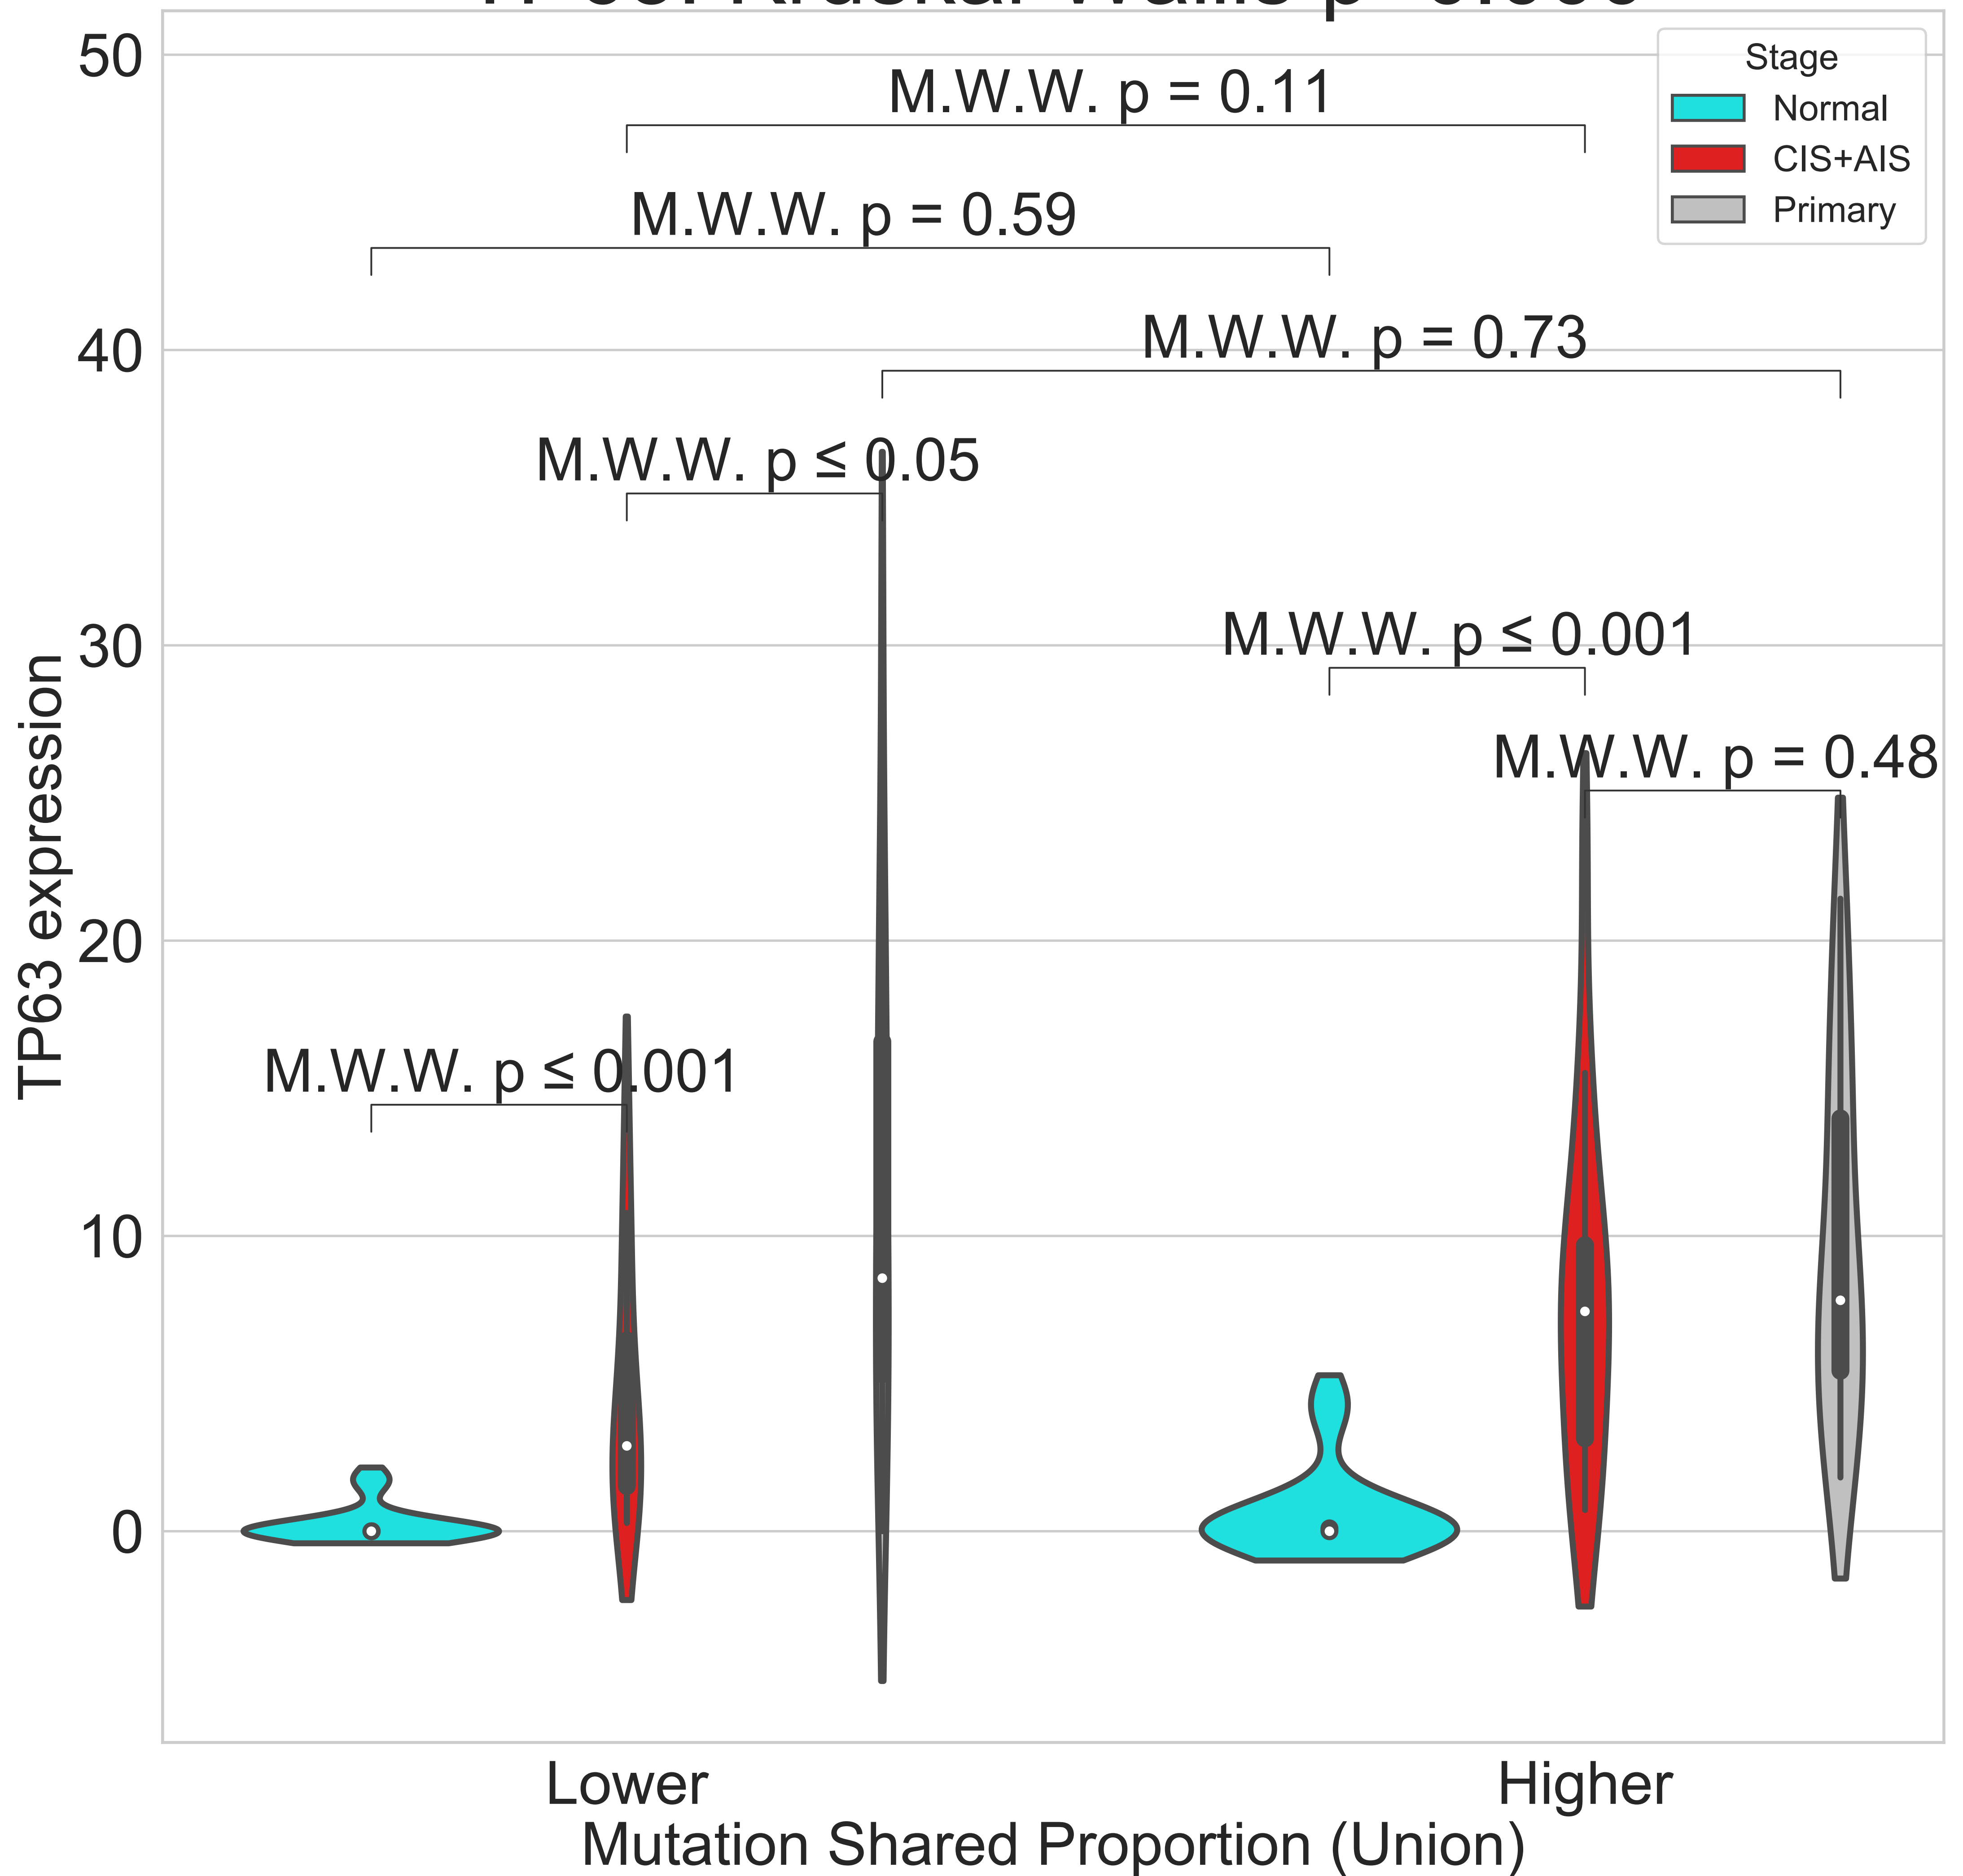 50
40
30
20
10
0
TP63 expression
Stage
Normal
CIS+AIS
Primary
M.W.W. p = 0.11
M.W.W. p = 0.59
M.W.W. p = 0.73
M.W.W. p ≤ 0.05
M.W.W. p ≤ 0.001
M.W.W. p = 0.48
M.W.W. p ≤ 0.001
Lower
Higher
Mutation Shared Proportion (Union)